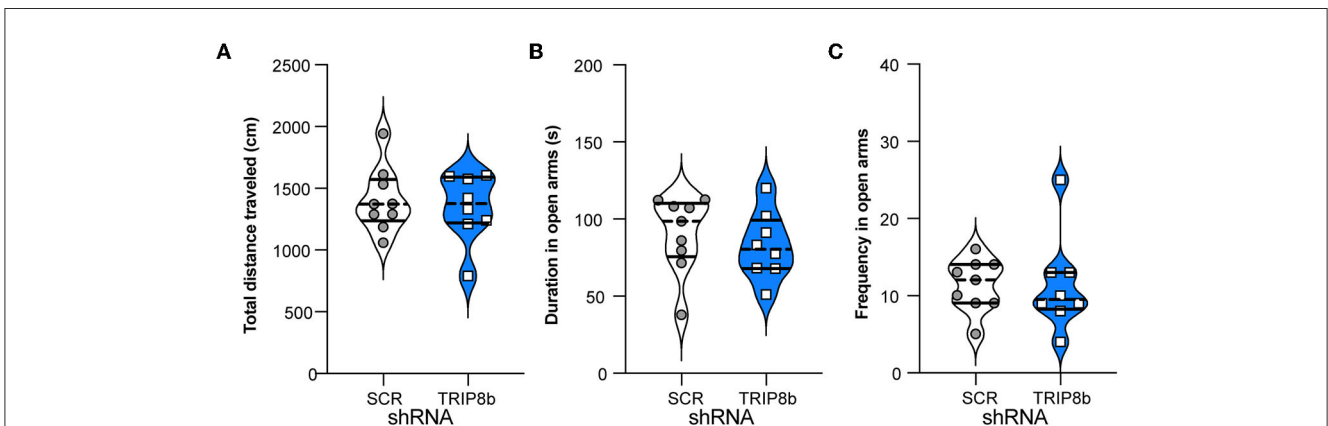 A
Total distance traveled (cm)
2500
2000
1500
1000
500
0
SCR TRIP8b
shRNA
B
Duration in open arms (s)
200
150
100
50
0
SCR TRIP8b
shRNA
C
Frequency in open arms
40
30
20
10
0
SCR TRIP8b
shRNA